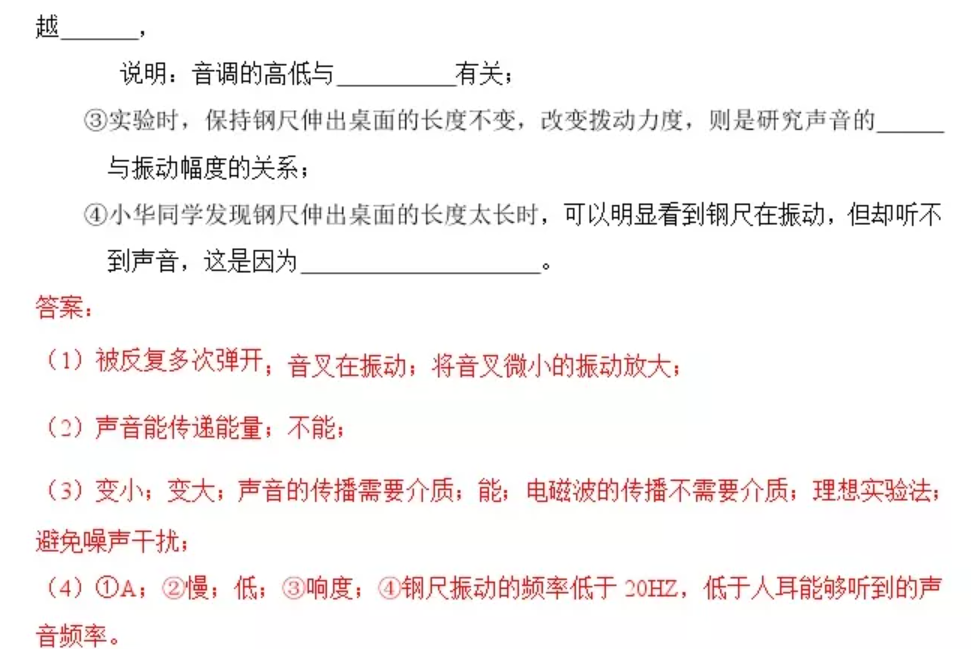 越______，
说明：音调的高低与_________有关；
③实验时，保持钢尺伸出桌面的长度不变，改变拨动力度，则是研究声音的_____
与振动幅度的关系；
④小华同学发现钢尺伸出桌面的长度太长时，可以明显看到钢尺在振动，但却听不
到声音，这是因为__________________。
答案：
（1）被反复多次弹开；音叉在振动；将音叉微小的振动放大；
（2）声音能传递能量；不能；
（3）变小；变大；声音的传播需要介质；能；电磁波的传播不需要介质；理想实验法；
避免噪声干扰；
（4）①A；②慢；低；③响度；④钢尺振动的频率低于 20HZ，低于人耳能够听到的声
音频率。